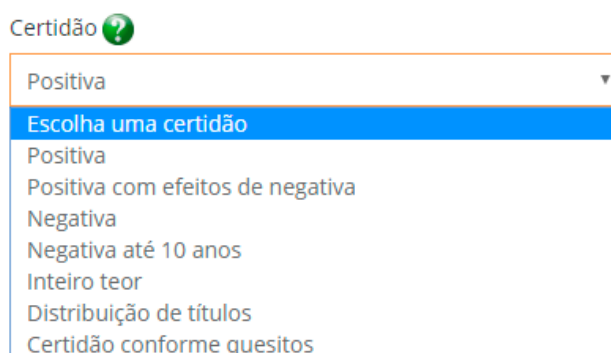 Certidão ?
Positiva
Escolha uma certidão
Positiva
Positiva com efeitos de negativa
Negativa
Negativa até 10 anos
Inteiro teor
Distribuição de títulos
Certidão conforme quesitos